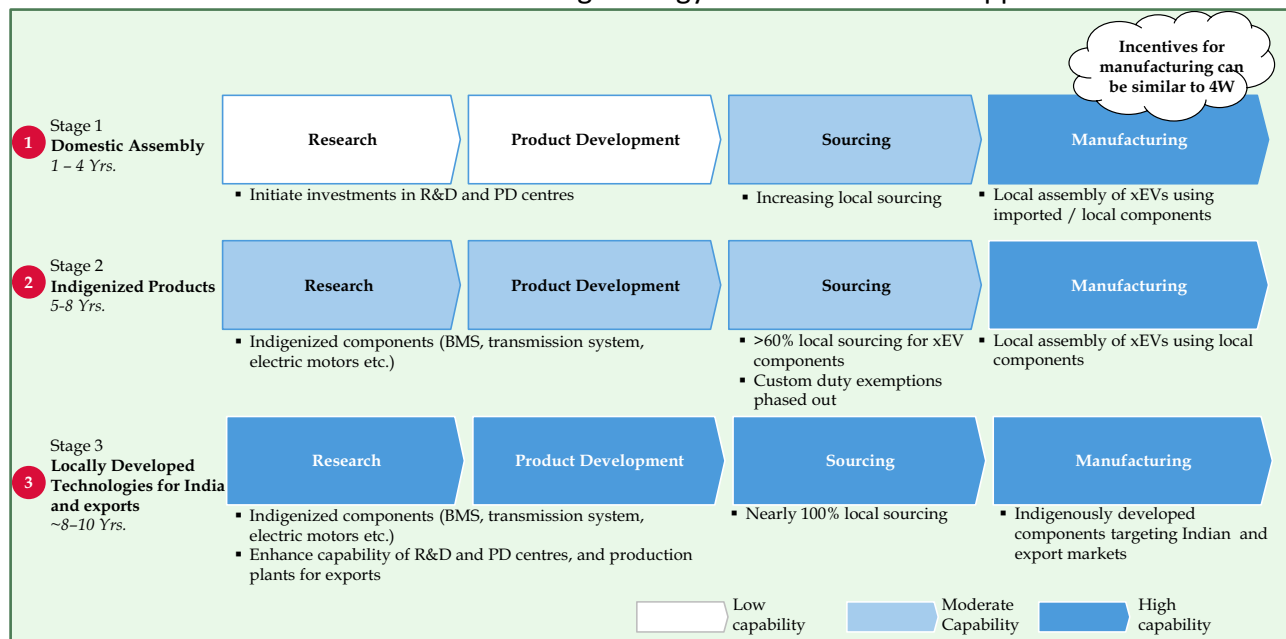 Incentives for
manufacturing can
be similar to 4W
1
Stage 1
Domestic Assembly
1 – 4 Yrs.
Research
Product Development
Sourcing
Manufacturing
▪ Initiate investments in R&D and PD centres
▪ Increasing local sourcing
▪ Local assembly of xEVs using
imported / local components
2
Stage 2
Indigenized Products
5-8 Yrs.
Research
Product Development
Sourcing
Manufacturing
▪ Indigenized components (BMS, transmission system,
electric motors etc.)
▪ >60% local sourcing for xEV
components
▪ Custom duty exemptions
phased out
▪ Local assembly of xEVs using local
components
3
Stage 3
Locally Developed
Technologies for India
and exports
~8–10 Yrs.
Research
Product Development
Sourcing
Manufacturing
▪ Indigenized components (BMS, transmission system,
electric motors etc.)
▪ Enhance capability of R&D and PD centres, and production
plants for exports
▪ Nearly 100% local sourcing
▪ Indigenously developed
components targeting Indian and
export markets
Low
capability
Moderate
Capability
High
capability